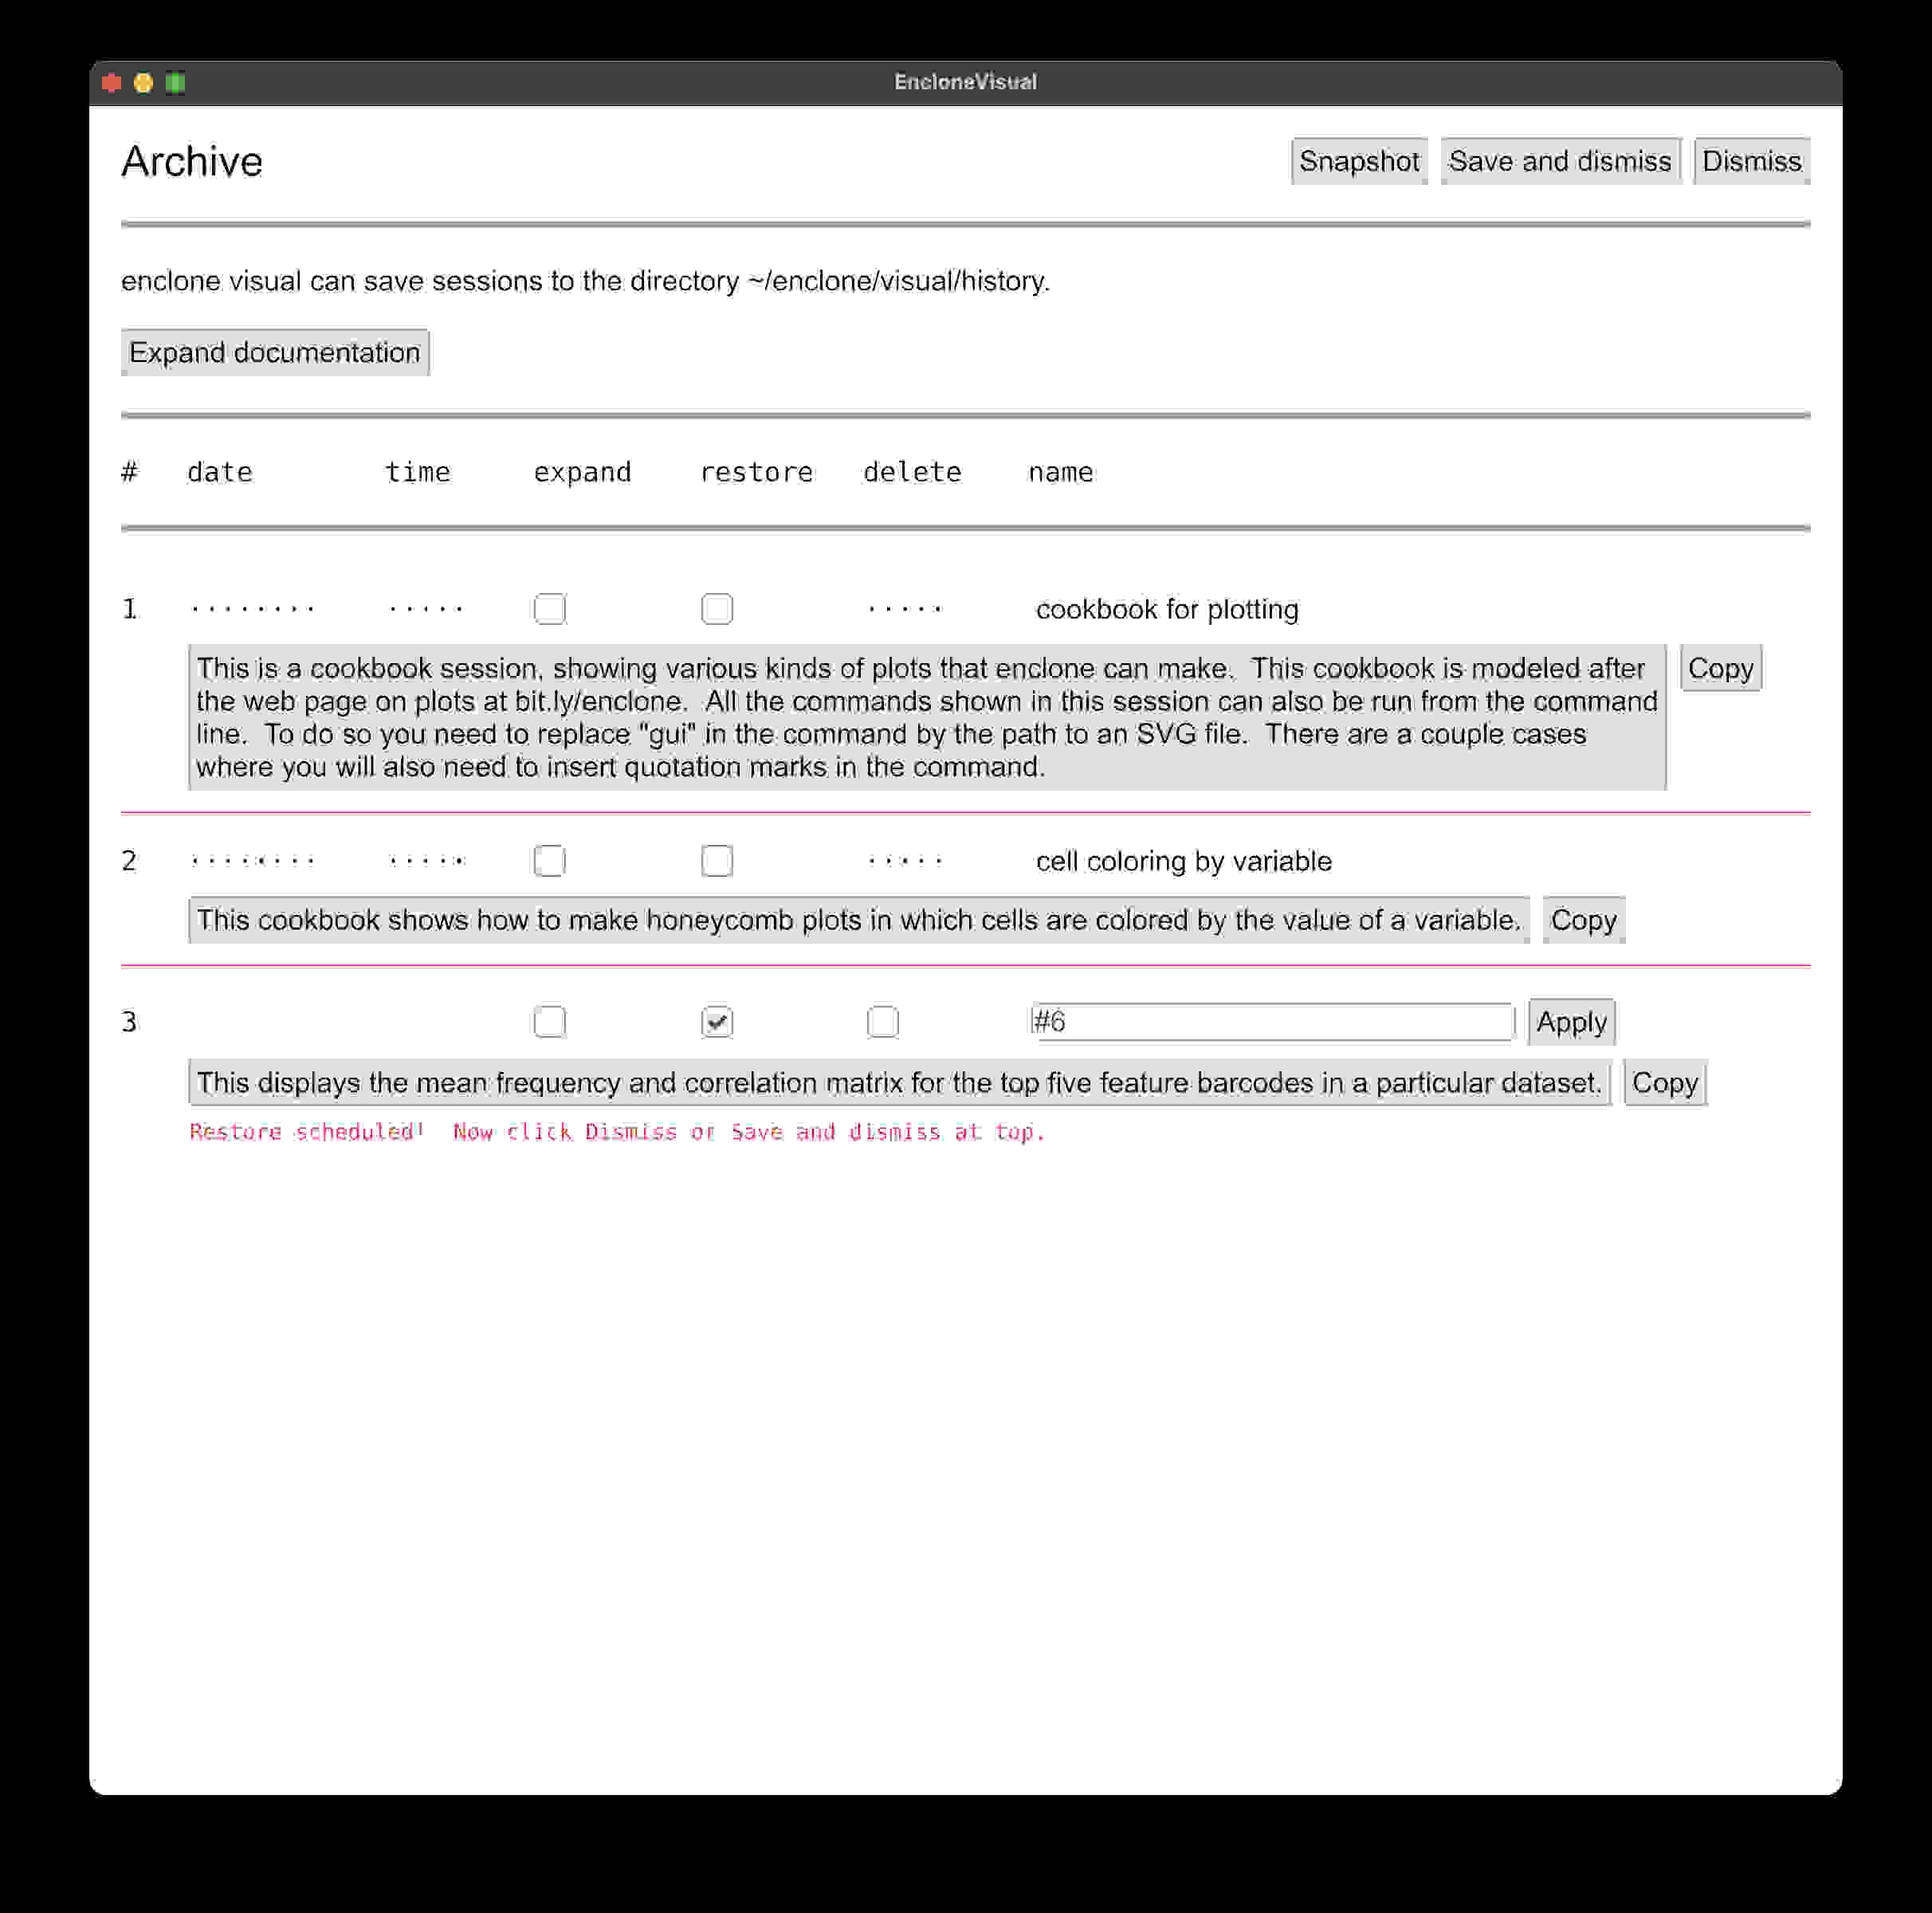 EncloneVisual
Archive Snapshot Save and dismiss Dismiss
enclone visual can save sessions to the directory ~/enclone/visual/history.
Expand documentation
# date time expand restore delete name
1 ········ ····· ····· cookbook for plotting
This is a cookbook session, showing various kinds of plots that enclone can make.  This cookbook is modeled after Copy
the web page on plots at bit.ly/enclone.  All the commands shown in this session can also be run from the command
line.  To do so you need to replace "gui" in the command by the path to an SVG file.  There are a couple cases
where you will also need to insert quotation marks in the command.
2 ········ ····· ····· cell coloring by variable
This cookbook shows how to make honeycomb plots in which cells are colored by the value of a variable. Copy
3 #6 Apply
This displays the mean frequency and correlation matrix for the top five feature barcodes in a particular dataset. Copy
Restore scheduled!  Now click Dismiss or Save and dismiss at top.